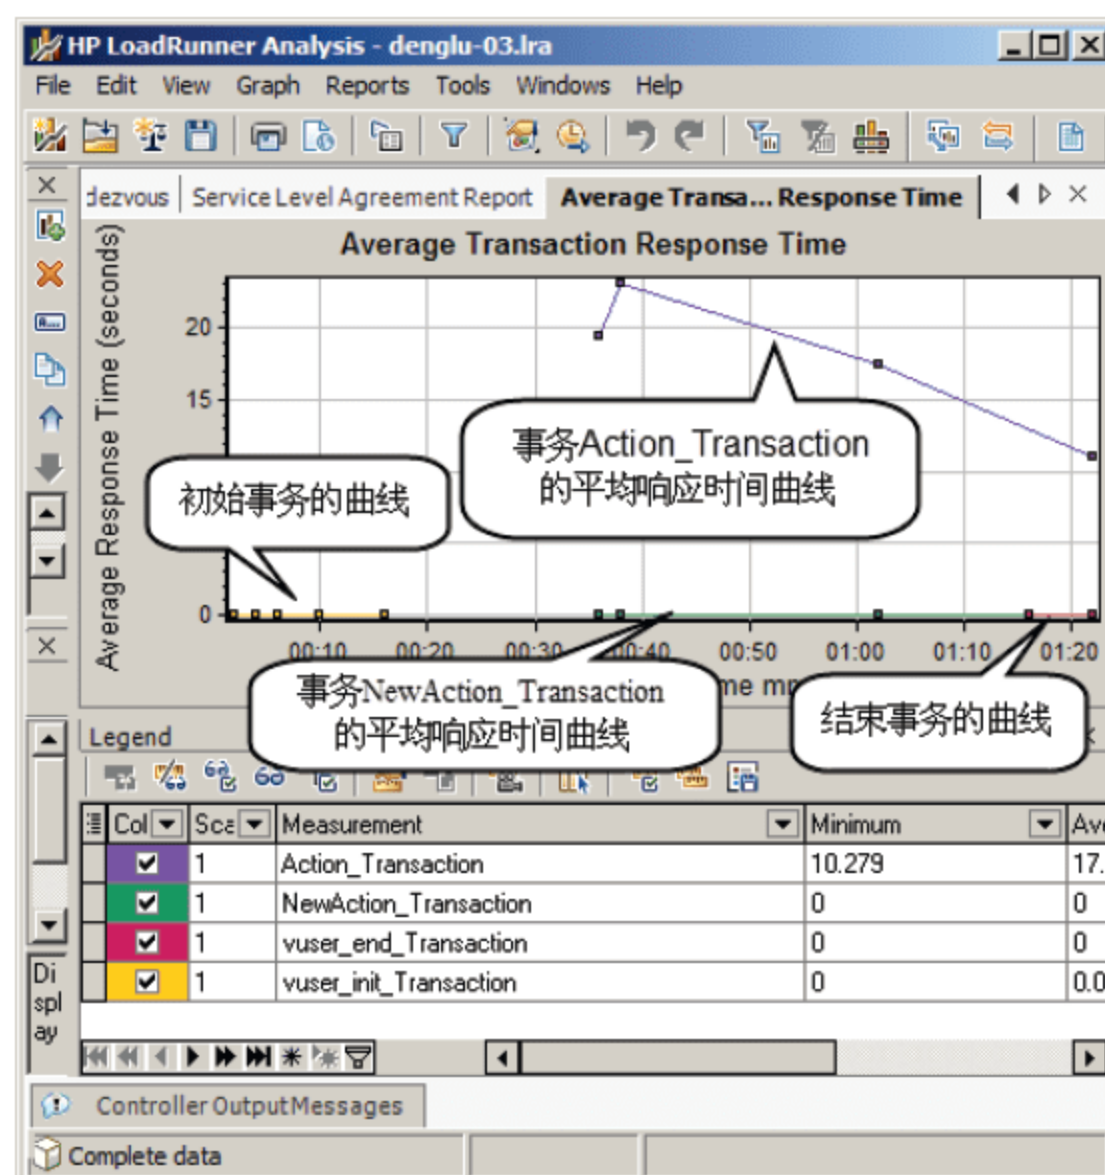 HP LoadRunner Analysis - denglu-03.lra
File Edit View Graph Reports Tools Windows Help
dezvous Service Level Agreement Report Average Transa... Response Time
Average Transaction Response Time
Average Response Time (seconds)
20
15
0
事务Action_Transaction
的平均响应时间曲线
初始事务的曲线
00:10 00:20 00:30 00:40 00:50 01:00 01:10 01:20
事务NewAction_Transaction
的平均响应时间曲线
结束事务的曲线
Legend
Col Sca Measurement Minimum Ave
1 Action_Transaction 10.279 17.
1 NewAction_Transaction 0 0
1 vuser_end_Transaction 0 0
1 vuser_init_Transaction 0 0.0
Di
spl
ay
Controller Output Messages
Complete data